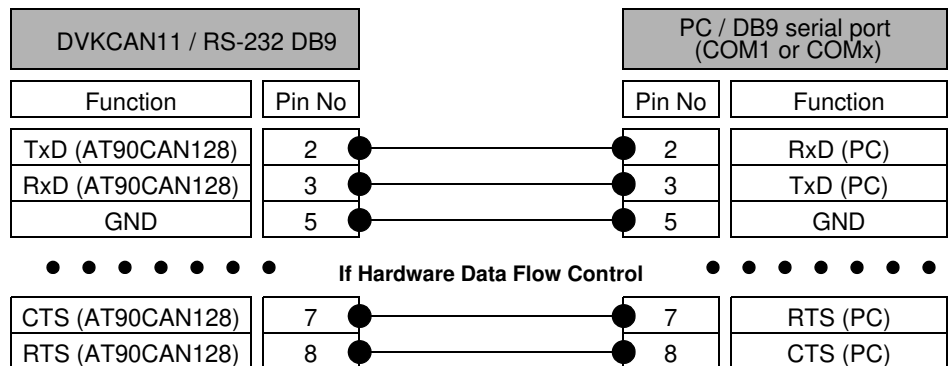 DVKCAN11 / RS-232 DB9
PC / DB9 serial port
(COM1 or COMx)
Function Pin No Pin No Function
TxD (AT90CAN128) 2 2 RxD (PC)
RxD (AT90CAN128) 3 3 TxD (PC)
GND 5 5 GND
If Hardware Data Flow Control
CTS (AT90CAN128) 7 7 RTS (PC)
RTS (AT90CAN128) 8 8 CTS (PC)